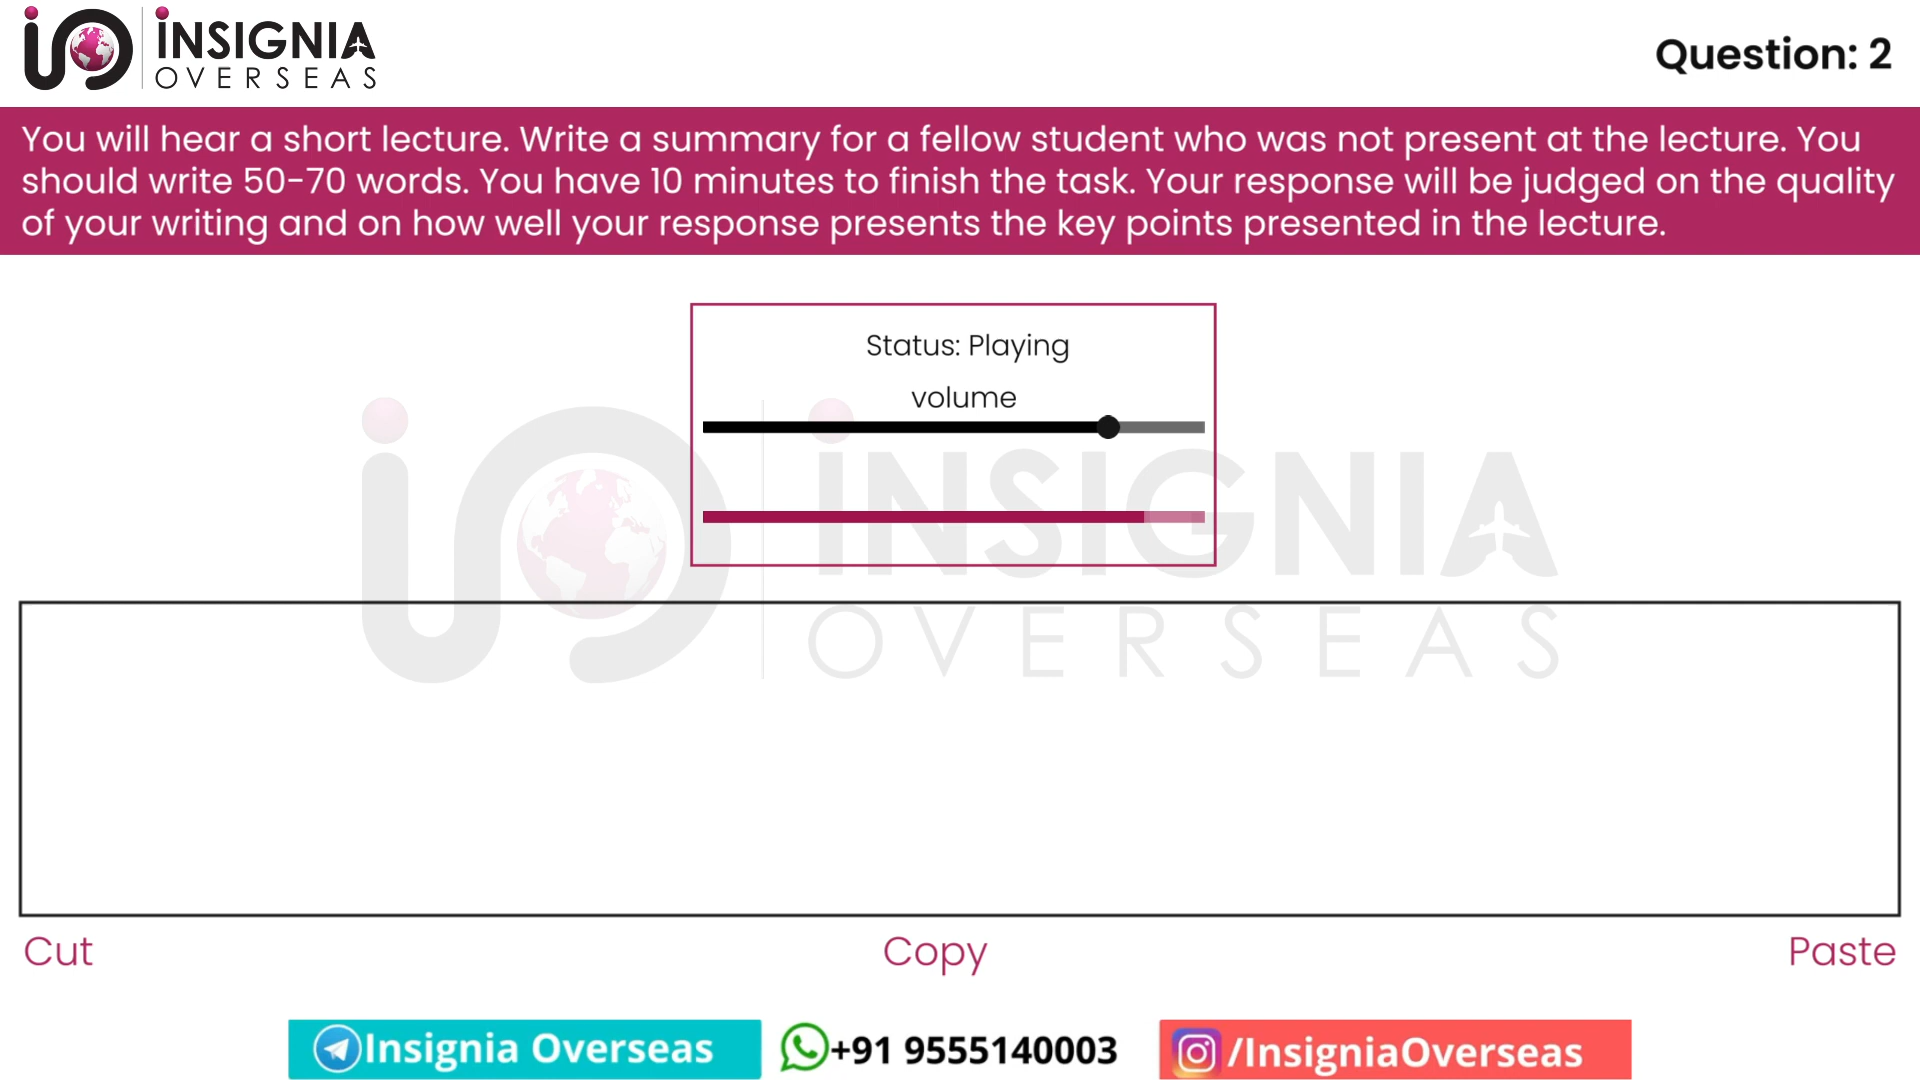 INSIGNIA
OVERSEAS
Question: 2
You will hear a short lecture. Write a summary for a fellow student who was not present at the lecture. You
should write 50-70 words. You have 10 minutes to finish the task. Your response will be judged on the quality
of your writing and on how well your response presents the key points presented in the lecture.
Status: Playing
volume
INSIGNIA
OVERSEAS
Cut
Copy
Paste
Insignia Overseas
+91 9555140003
/InsigniaOverseas